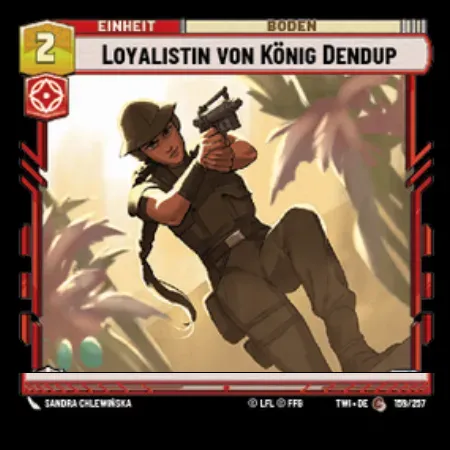 EINHEIT BODEN
2 LOYALISTIN VON KÖNIG DENDUP
SANDRA CHLEWIŃSKA © LFL © FFG TWI • DE C 159/257